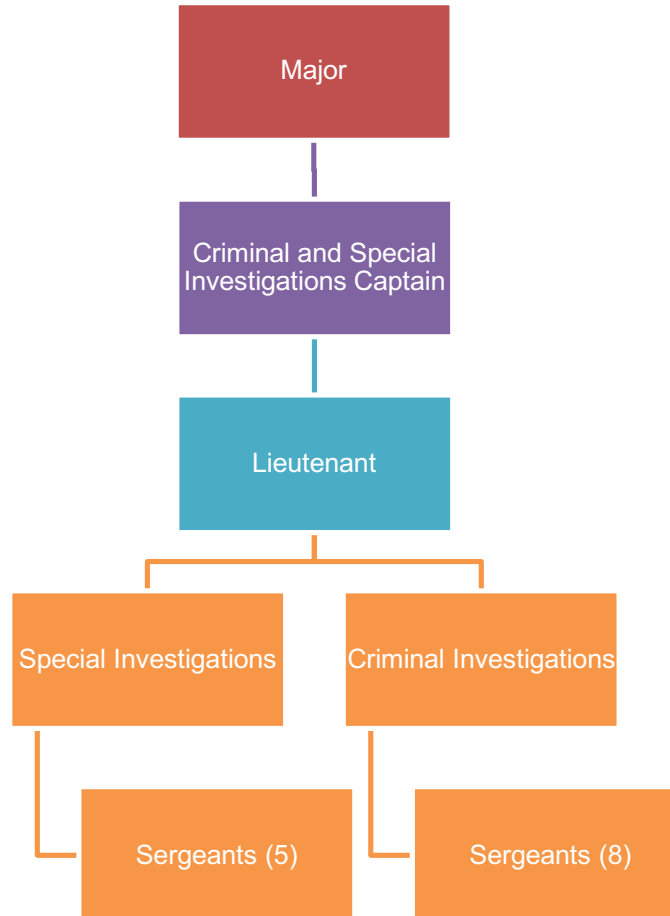 Major
Criminal and Special
Investigations Captain
Lieutenant
Special Investigations
Criminal Investigations
Sergeants (5)
Sergeants (8)